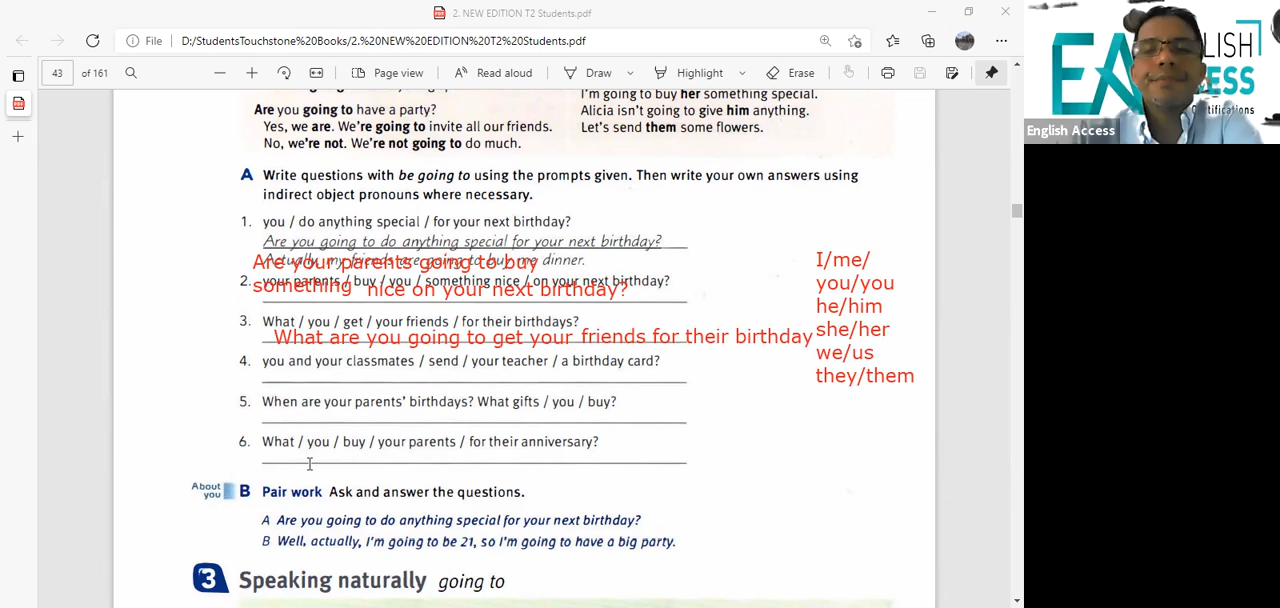 2. NEW EDITION T2 Students.pdf
File D:/StudentsTouchstone%20Books/2.%20NEW%20EDITION%20T2%20Students.pdf
43 of 161 Page view Read aloud Draw Highlight Erase
I'm going to buy her something special.
Are you going to have a party?
Alicia isn't going to give him anything.
Yes, we are. We're going to invite all our friends.
Let's send them some flowers.
No, we're not. We're not going to do much.
A Write questions with be going to using the prompts given. Then write your own answers using
indirect object pronouns where necessary.
1. you / do anything special / for your next birthday?
Are you going to do anything special for your next birthday?
Actually, my friends are going to buy me dinner.
Are your parents going to buy
something nice on your next birthday?
2. your parents / buy / you / something nice / on your next birthday?
3. What / you / get / your friends / for their birthdays?
What are you going to get your friends for their birthday
4. you and your classmates / send / your teacher / a birthday card?
5. When are your parents' birthdays? What gifts / you / buy?
6. What / you / buy / your parents / for their anniversary?
I/me/
you/you
he/him
she/her
we/us
they/them
About
you
B Pair work Ask and answer the questions.
A Are you going to do anything special for your next birthday?
B Well, actually, I'm going to be 21, so I'm going to have a big party.
3 Speaking naturally going to
English Access